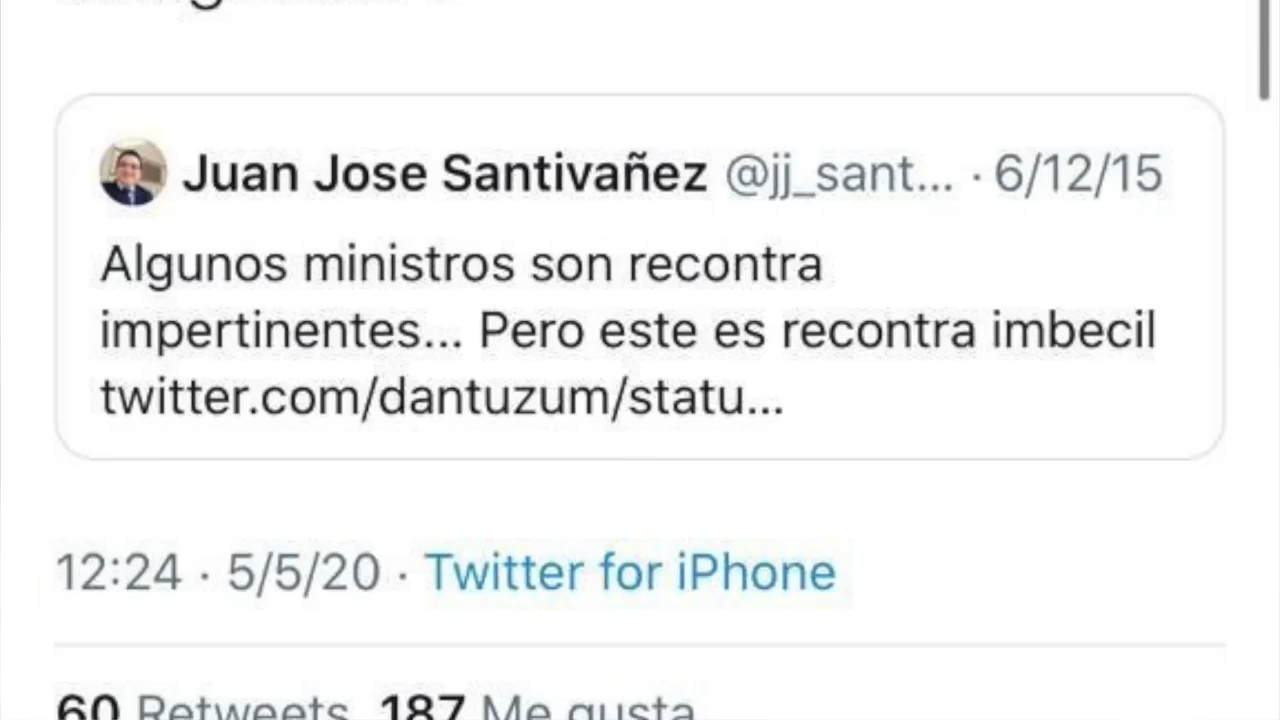 Juan Jose Santivañez @jj_sant... · 6/12/15
Algunos ministros son recontra
impertinentes... Pero este es recontra imbecil
twitter.com/dantuzum/statu...
12:24 · 5/5/20 · Twitter for iPhone
60 Retweets 187 Me gusta